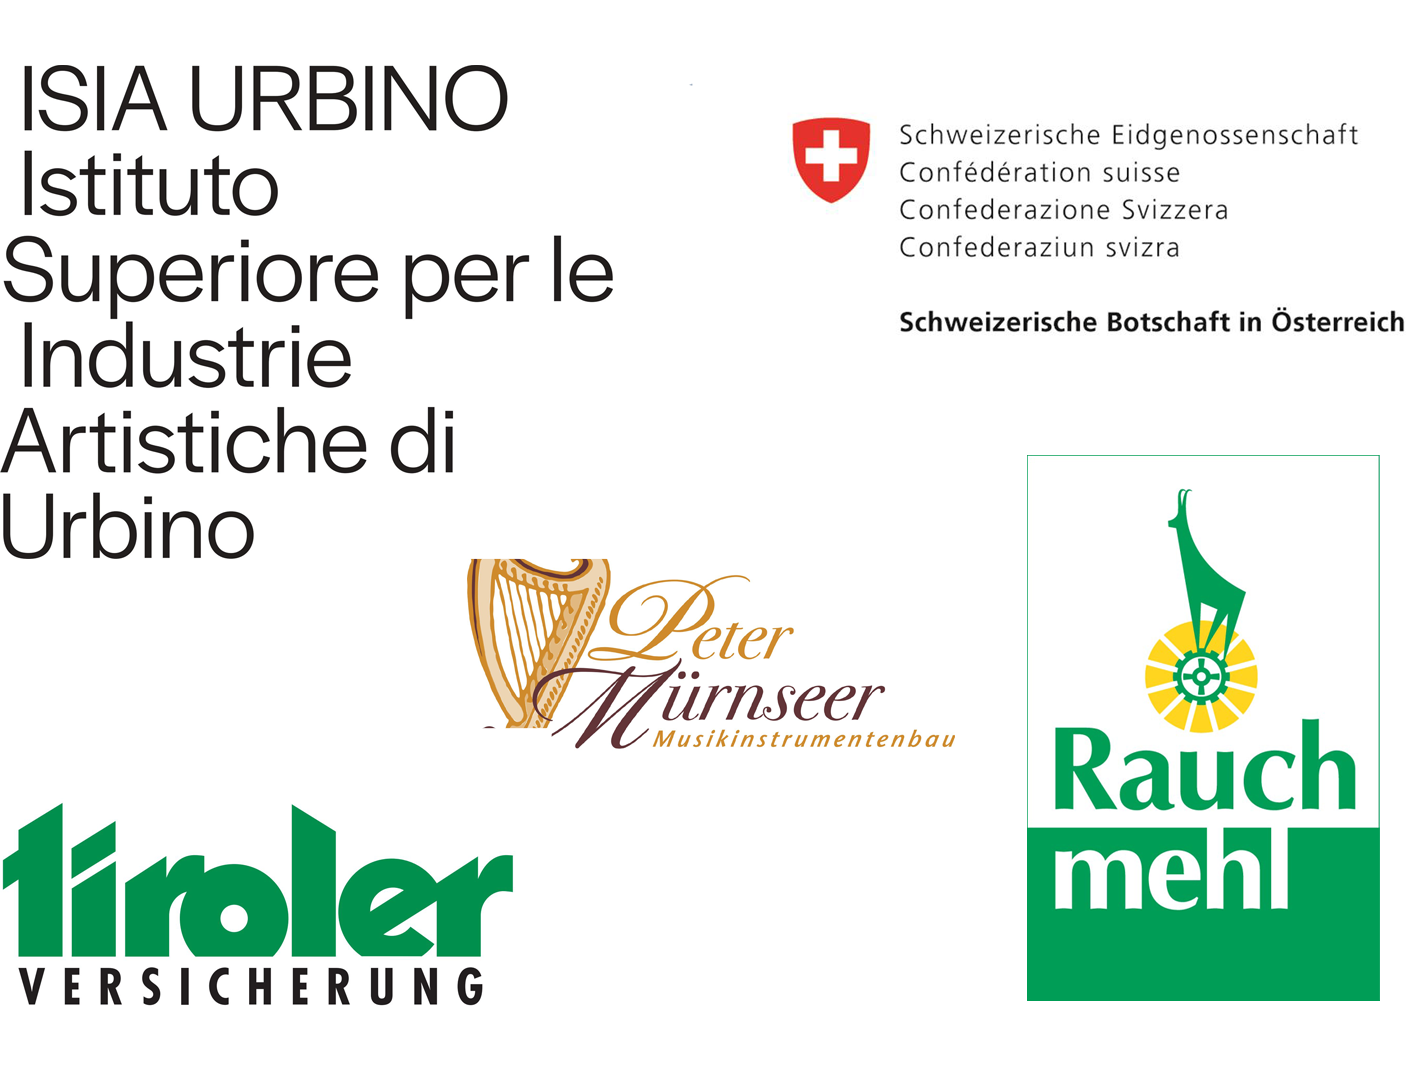 ISIA URBINO
Istituto
Superiore per le
Industrie
Artistiche di
Urbino
Schweizerische Eidgenossenschaft
Confédération suisse
Confederazione Svizzera
Confederaziun svizra
Schweizerische Botschaft in Österreich
Peter
Mürnseer
Musikinstrumentenbau
Rauch
mehl
tiroler
VERSICHERUNG